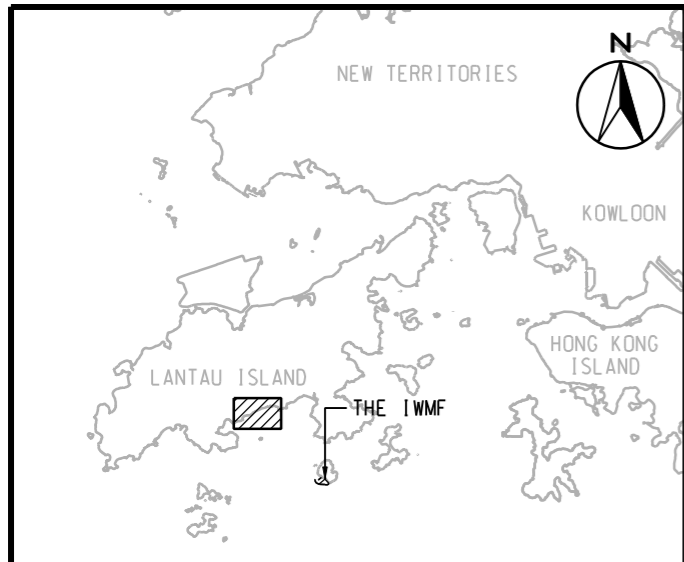 N
NEW TERRITORIES
KOWLOON
HONG KONG
ISLAND
LANTAU ISLAND
THE IWMF